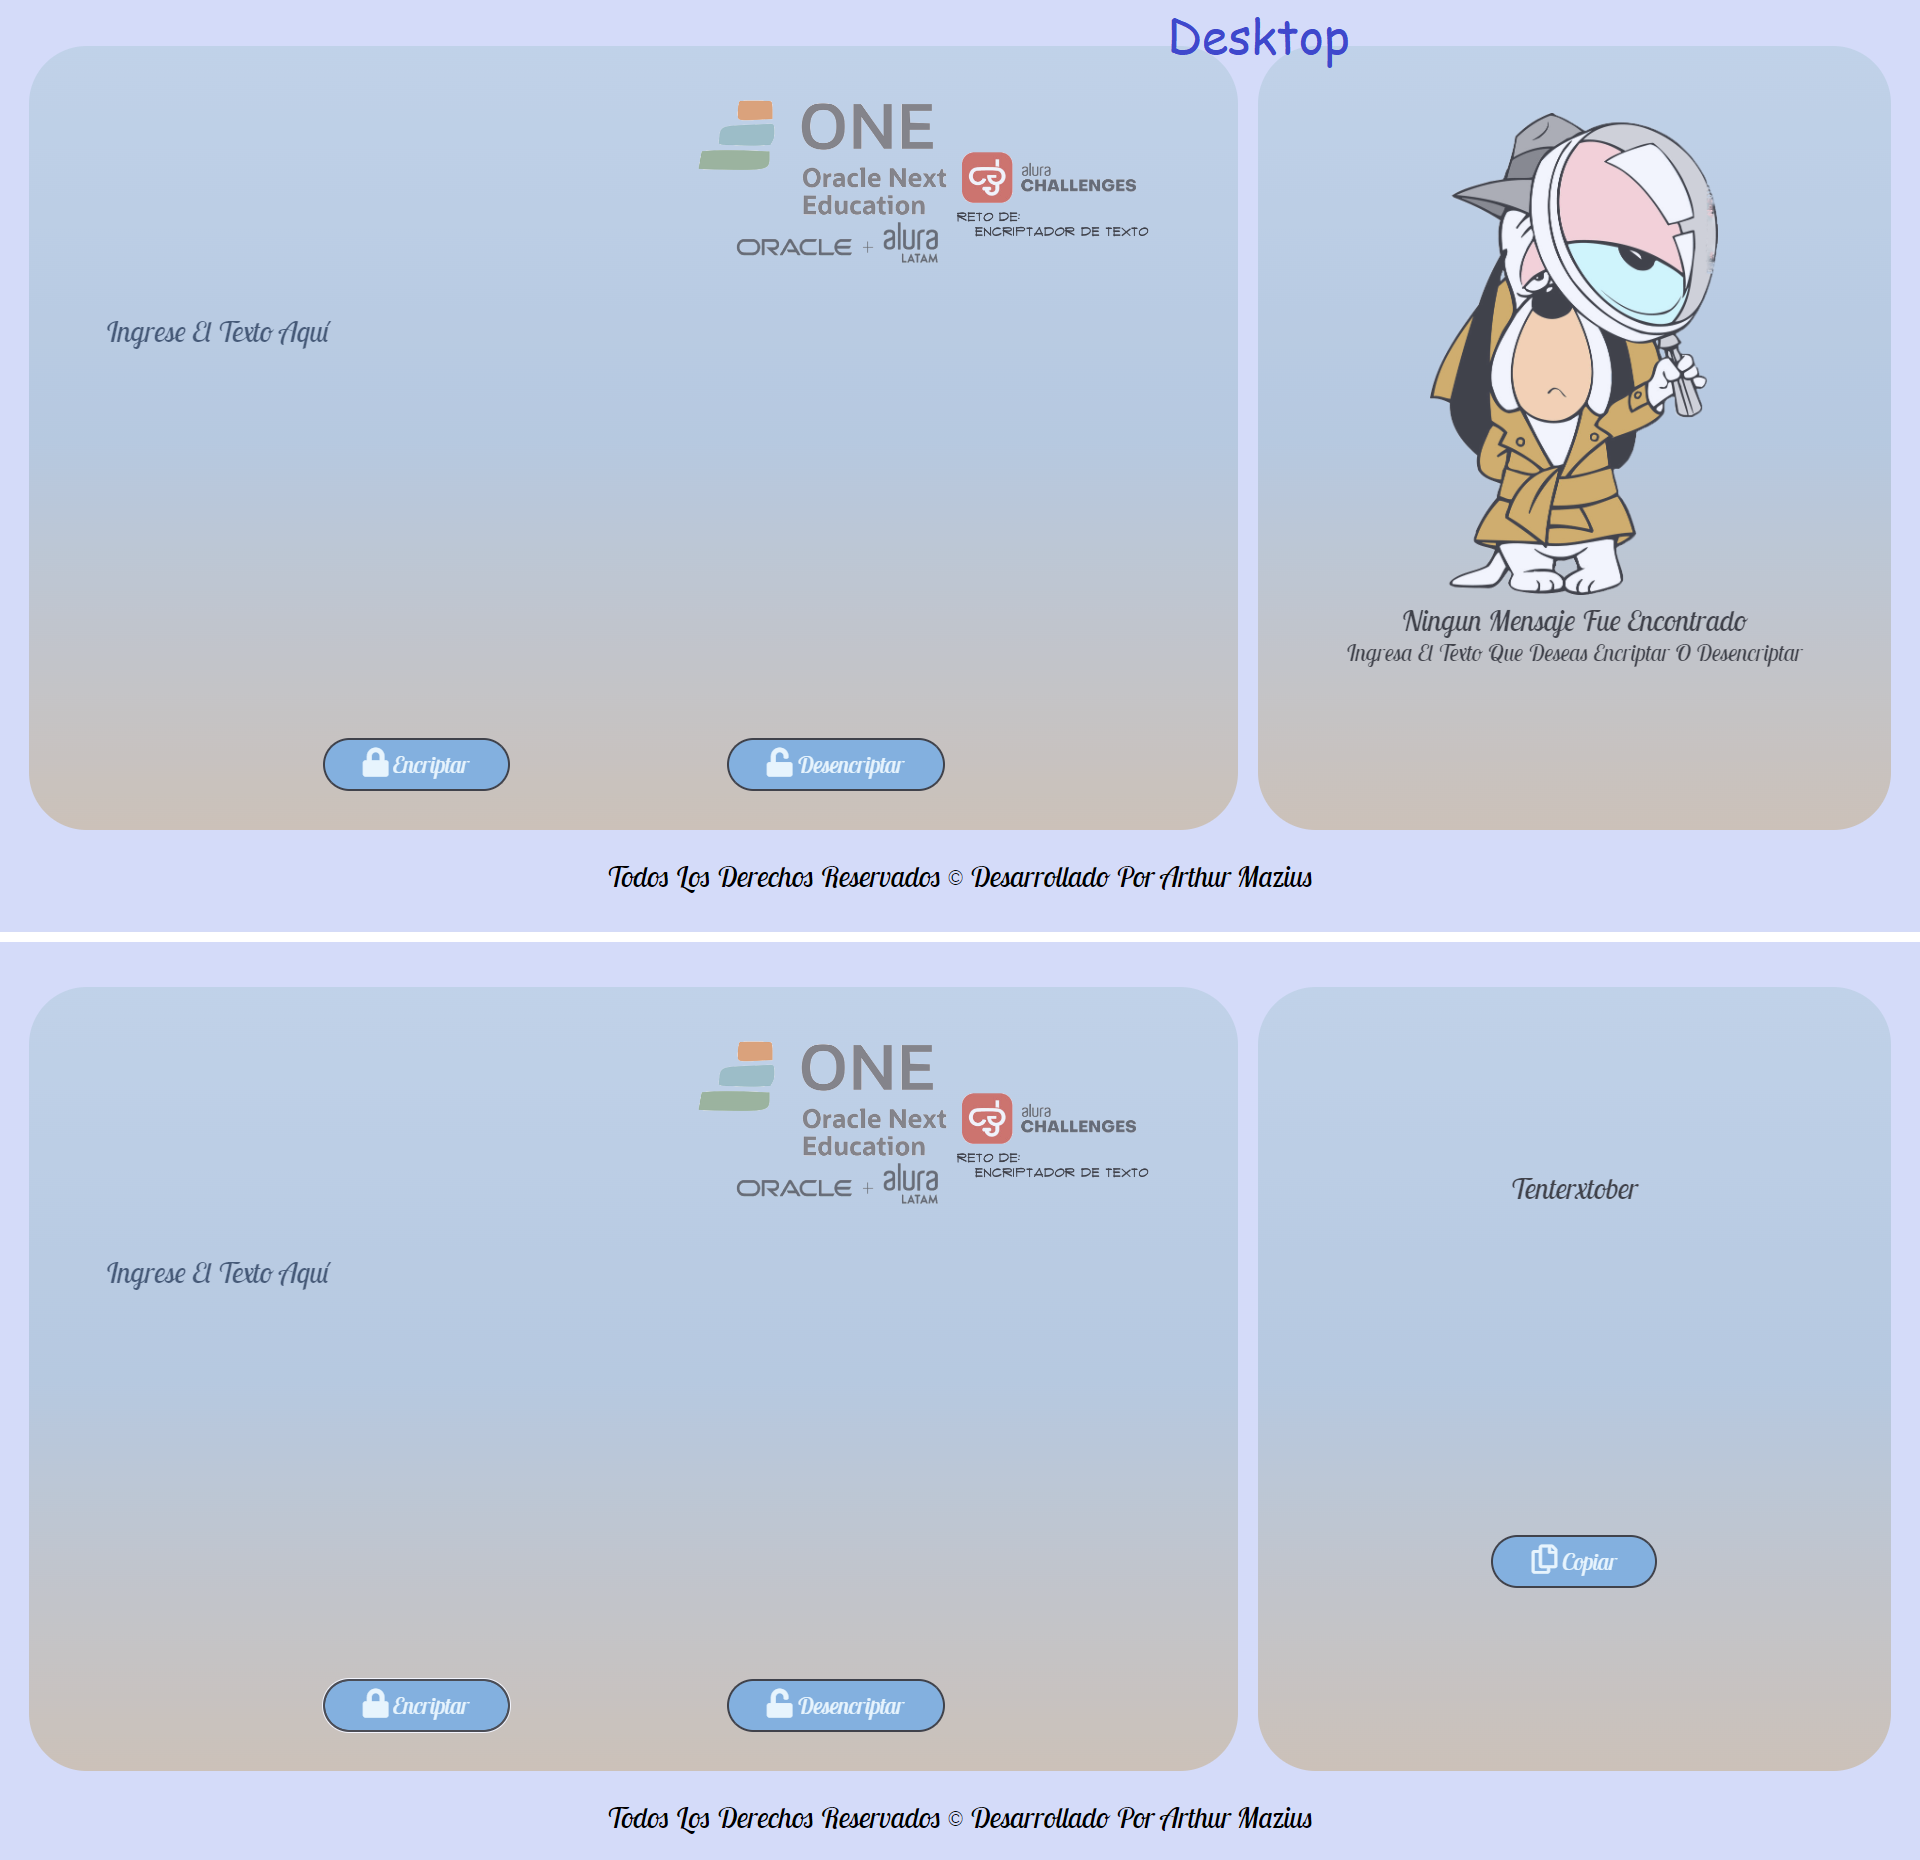 Desktop
ONE
Oracle Next
Education
ORACLE + alura
LATAM
alura
CHALLENGES
RETO DE:
ENCRIPTADOR DE TEXTO
Ingrese El Texto Aquí
Encriptar
Desencriptar
Ningun Mensaje Fue Encontrado
Ingresa El Texto Que Deseas Encriptar O Desencriptar
Todos Los Derechos Reservados © Desarrollado Por Arthur Mazius
ONE
Oracle Next
Education
ORACLE + alura
LATAM
alura
CHALLENGES
RETO DE:
ENCRIPTADOR DE TEXTO
Ingrese El Texto Aquí
Encriptar
Desencriptar
Tenterxtober
Copiar
Todos Los Derechos Reservados © Desarrollado Por Arthur Mazius